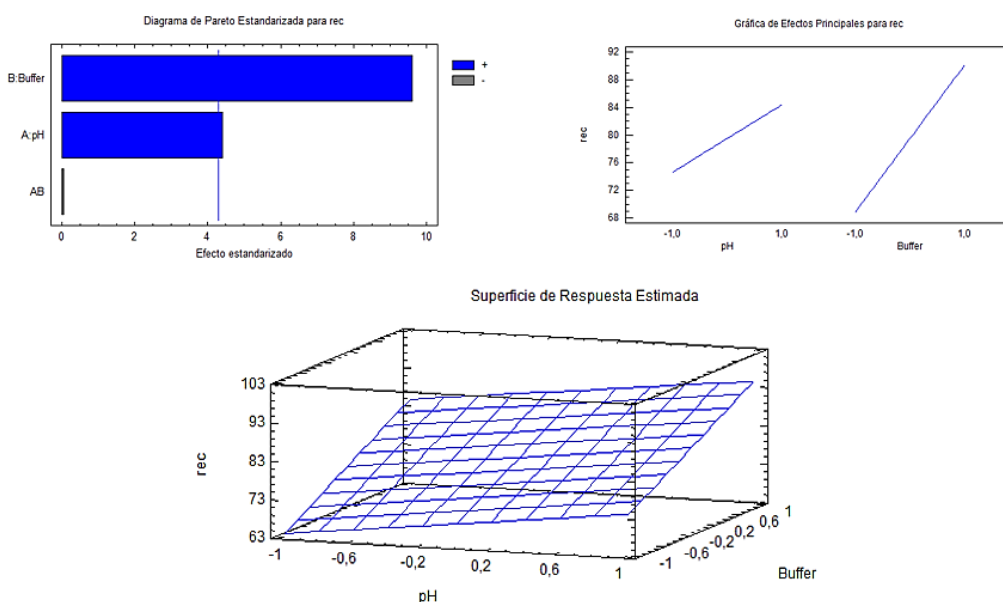 Diagrama de Pareto Estandarizada para rec
B:Buffer
A:pH
AB
+
-
0 2 4 6 8 10
Efecto estandarizado
Gráfica de Efectos Principales para rec
92
88
84
80
76
72
68
rec
-1,0 1,0 -1,0 1,0
pH Buffer
Superficie de Respuesta Estimada
103
93
83
73
63
rec
-1 -0,6 -0,2 0,2 0,6 1
pH
-1 -0,6 -0,2 0,2 0,6 1
Buffer